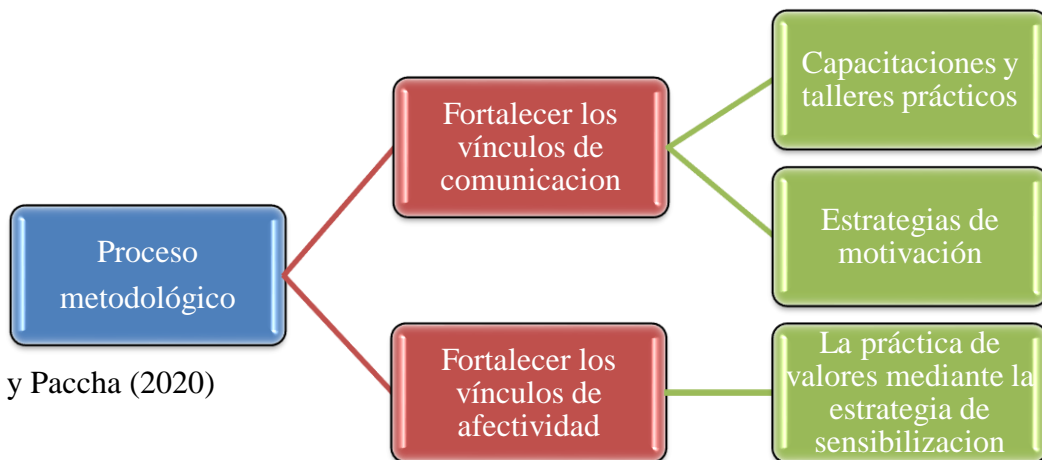 Proceso
metodológico
Fortalecer los
vínculos de
comunicacion
Capacitaciones y
talleres prácticos
Estrategias de
motivación
Fortalecer los
vínculos de
afectividad
La práctica de
valores mediante la
estrategia de
sensibilizacion
y Paccha (2020)